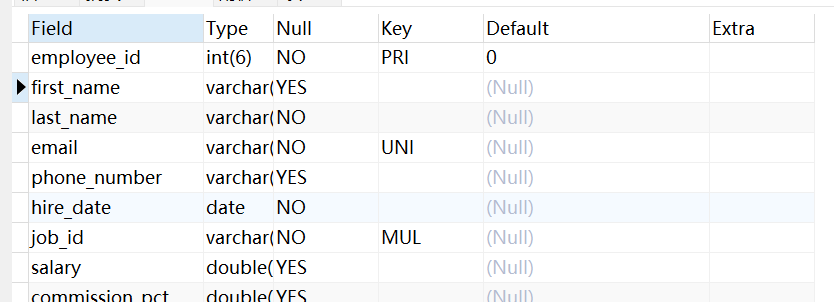 Field Type Null Key Default Extra
employee_id int(6) NO PRI 0
first_name varchar( YES (Null)
last_name varchar( NO (Null)
email varchar( NO UNI (Null)
phone_number varchar( YES (Null)
hire_date date NO (Null)
job_id varchar( NO MUL (Null)
salary double( YES (Null)
commission_pct double( YES (Null)